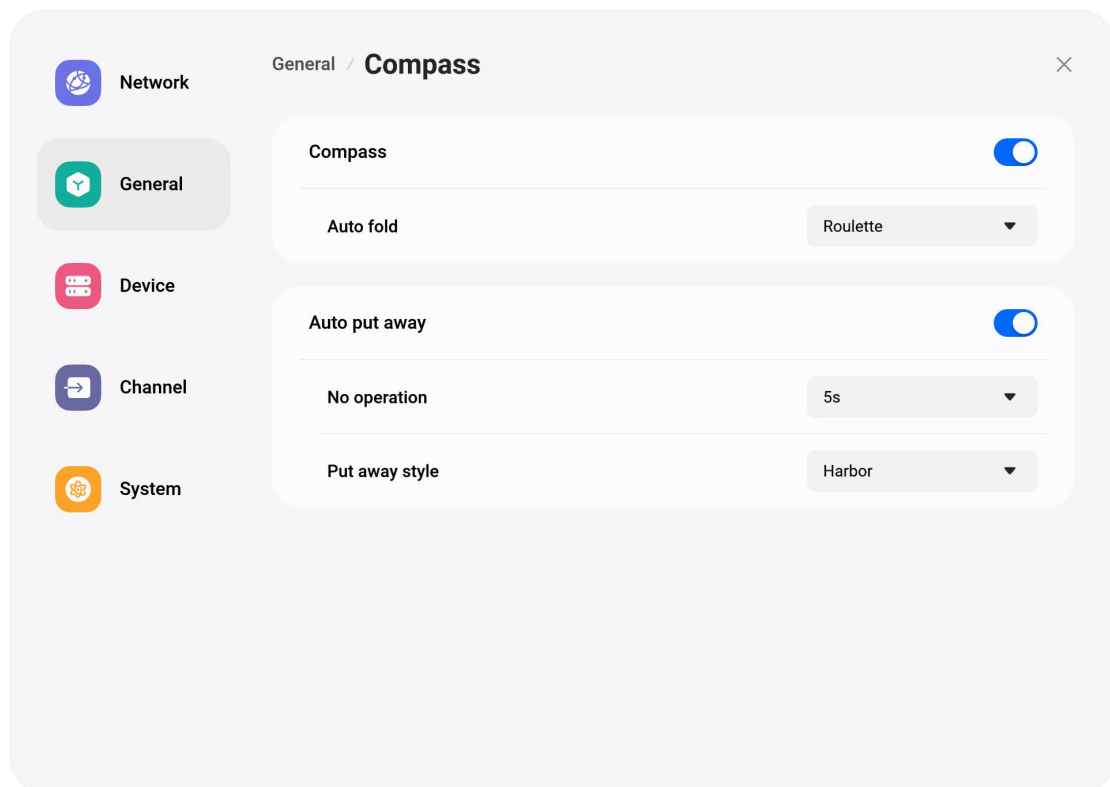 Network
General
Device
Channel
System
General / Compass
Compass
Auto fold
Roulette
Auto put away
No operation
5s
Put away style
Harbor